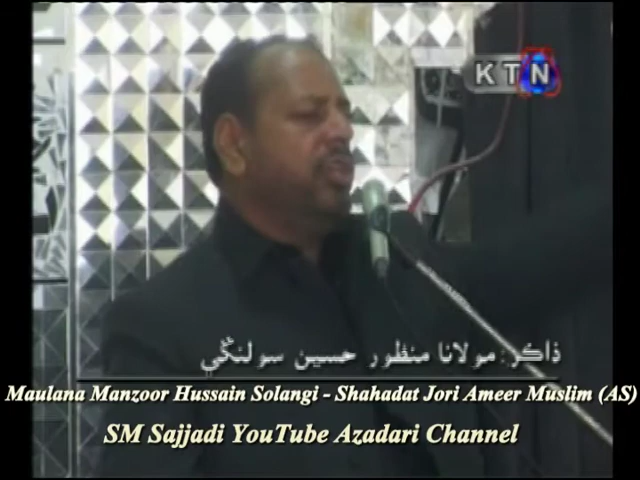 KTN
ذاڪر: مولانا منظور حسين سولنگي
Maulana Manzoor Hussain Solangi - Shahadat Jori Ameer Muslim (AS)
SM Sajjadi YouTube Azadari Channel